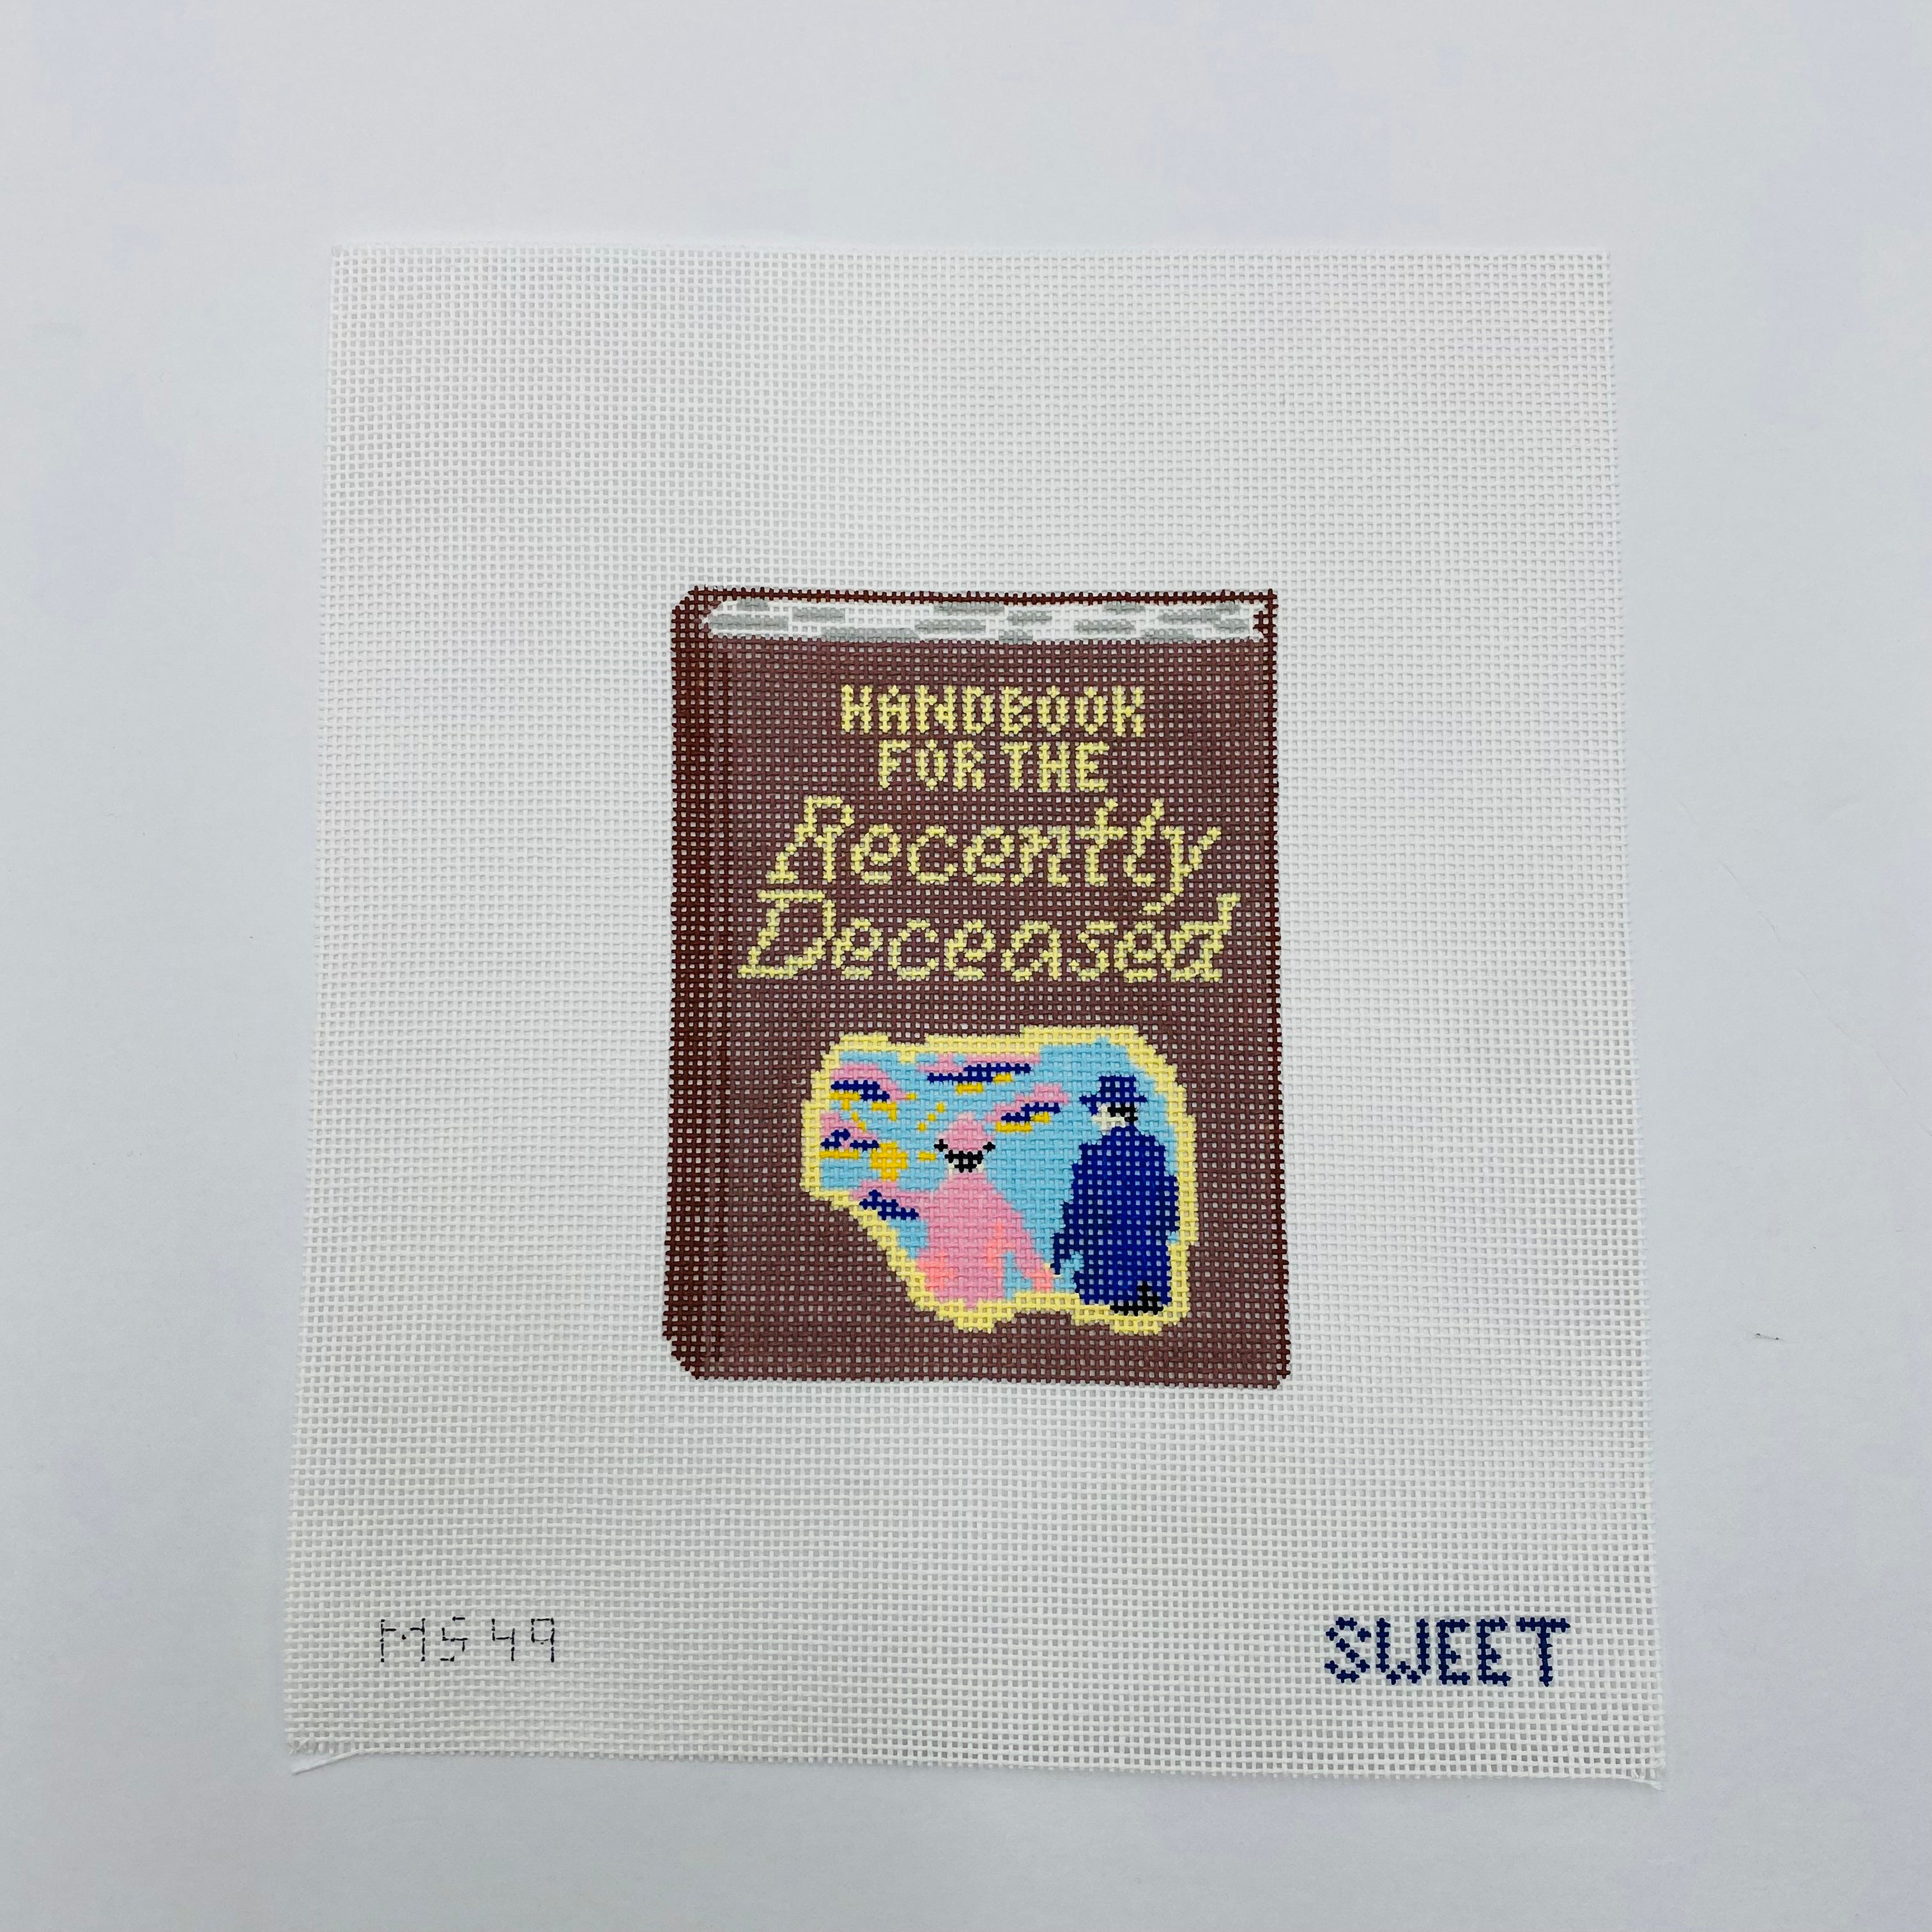 HANDBOOK
FOR THE
Recently
Deceased
MS49
SWEET